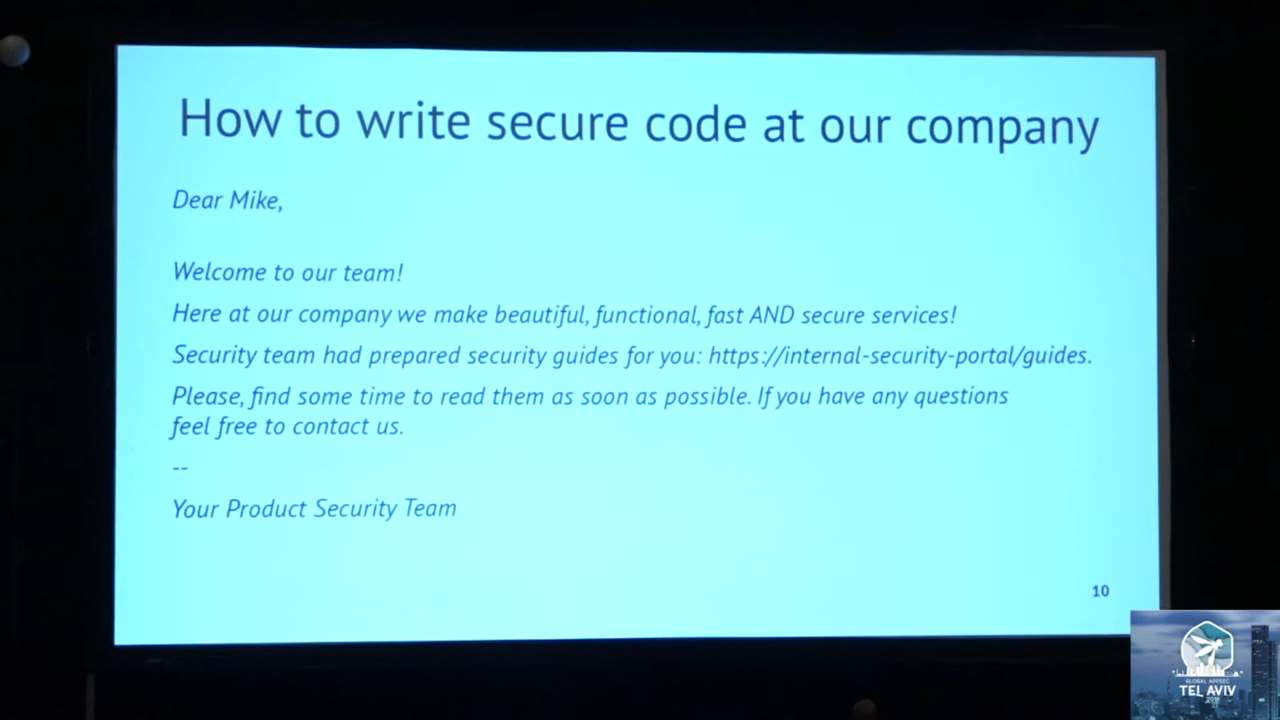 How to write secure code at our company
Dear Mike,
Welcome to our team!
Here at our company we make beautiful, functional, fast AND secure services!
Security team had prepared security guides for you: https://internal-security-portal/guides.
Please, find some time to read them as soon as possible. If you have any questions
feel free to contact us.
--
Your Product Security Team
10
GLOBAL APPSEC
TEL AVIV